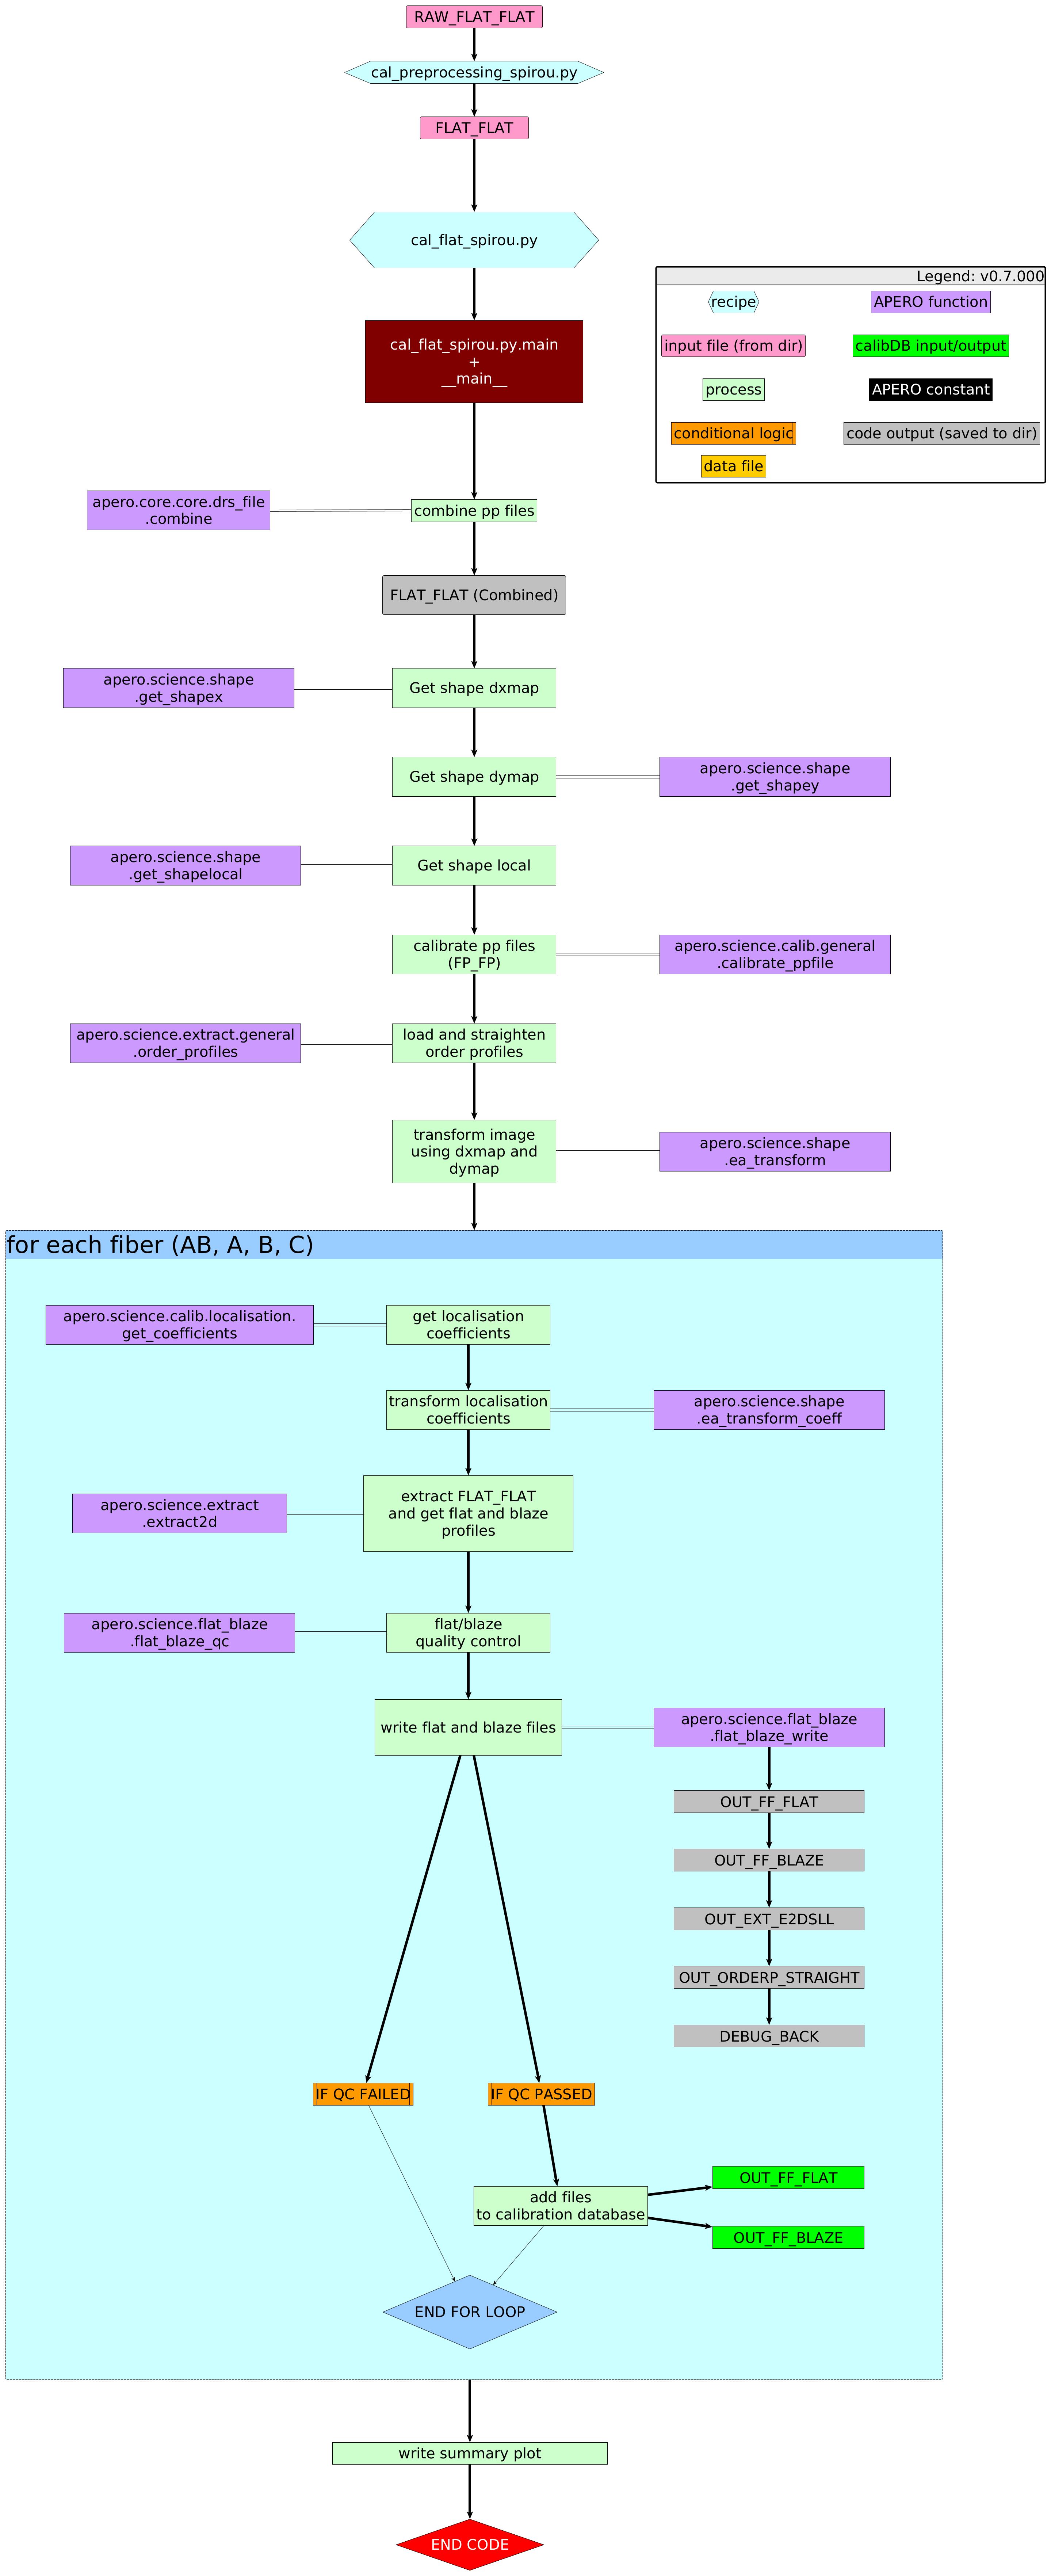 RAW_FLAT_FLAT
cal_preprocessing_spirou.py
FLAT_FLAT
cal_flat_spirou.py
Legend: v0.7.000
recipe
APERO function
input file (from dir)
calibDB input/output
process
APERO constant
conditional logic
code output (saved to dir)
data file
cal_flat_spirou.py.main
+
__main__
apero.core.core.drs_file
.combine
combine pp files
FLAT_FLAT (Combined)
apero.science.shape
.get_shapex
Get shape dxmap
Get shape dymap
apero.science.shape
.get_shapey
apero.science.shape
.get_shapelocal
Get shape local
calibrate pp files
(FP_FP)
apero.science.calib.general
.calibrate_ppfile
apero.science.extract.general
.order_profiles
load and straighten
order profiles
transform image
using dxmap and
dymap
apero.science.shape
.ea_transform
for each fiber (AB, A, B, C)
apero.science.calib.localisation.
get_coefficients
get localisation
coefficients
transform localisation
coefficients
apero.science.shape
.ea_transform_coeff
apero.science.extract
.extract2d
extract FLAT_FLAT
and get flat and blaze
profiles
apero.science.flat_blaze
.flat_blaze_qc
flat/blaze
quality control
write flat and blaze files
apero.science.flat_blaze
.flat_blaze_write
OUT_FF_FLAT
OUT_FF_BLAZE
OUT_EXT_E2DSLL
OUT_ORDERP_STRAIGHT
DEBUG_BACK
IF QC FAILED
IF QC PASSED
add files
to calibration database
OUT_FF_FLAT
OUT_FF_BLAZE
END FOR LOOP
write summary plot
END CODE